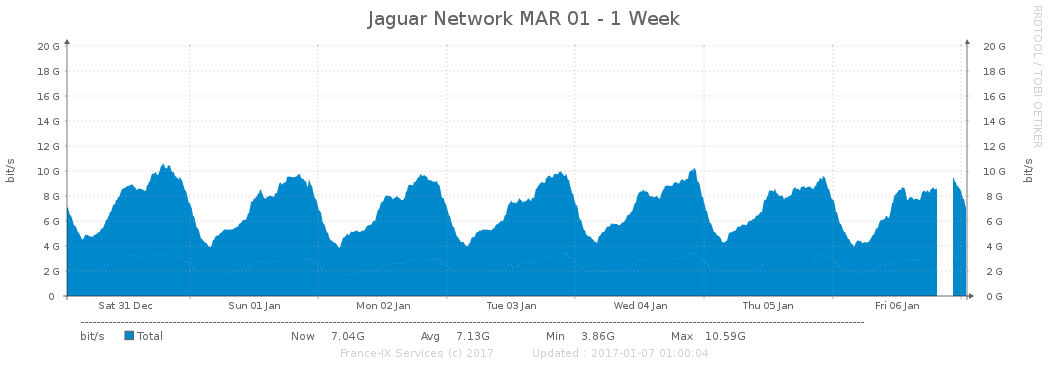 Jaguar Network MAR 01 - 1 Week
RRDTOOL / TOBI OETIKER
bit/s
bit/s
20 G 20 G
18 G 18 G
16 G 16 G
14 G 14 G
12 G 12 G
10 G 10 G
8 G 8 G
6 G 6 G
4 G 4 G
2 G 2 G
0 0 G
Sat 31 Dec Sun 01 Jan Mon 02 Jan Tue 03 Jan Wed 04 Jan Thu 05 Jan Fri 06 Jan
bit/s Total Now 7.04G Avg 7.13G Min 3.86G Max 10.59G
France-IX Services (c) 2017 Updated : 2017-01-07 01:00:04